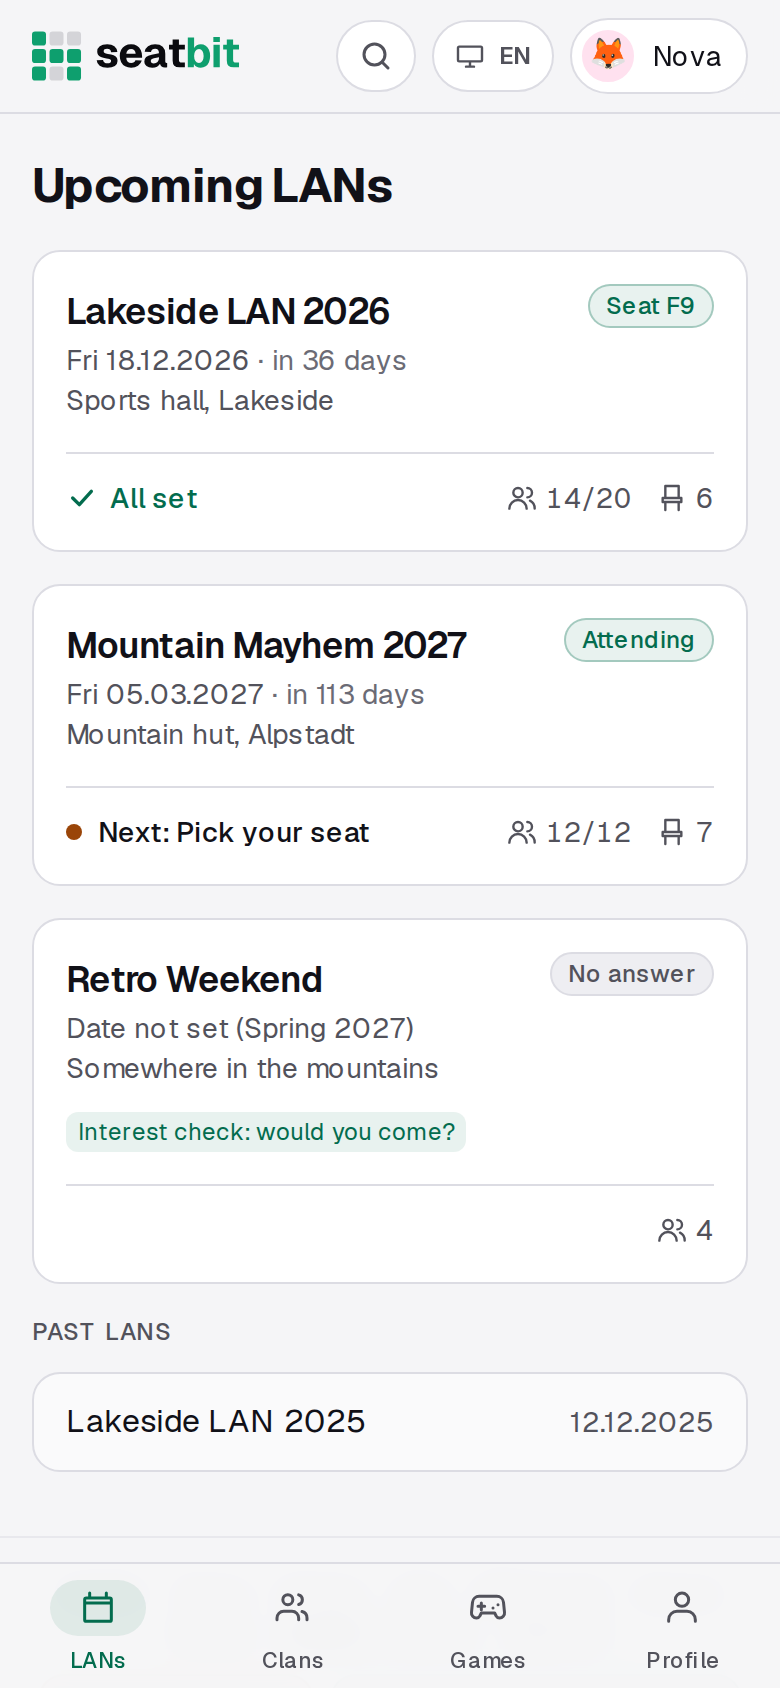 seatbit
EN
Nova
Upcoming LANs
Lakeside LAN 2026
Seat F9
Fri 18.12.2026 · in 36 days
Sports hall, Lakeside
All set
14/20
6
Mountain Mayhem 2027
Attending
Fri 05.03.2027 · in 113 days
Mountain hut, Alpstadt
Next: Pick your seat
12/12
7
Retro Weekend
No answer
Date not set (Spring 2027)
Somewhere in the mountains
Interest check: would you come?
4
PAST LANS
Lakeside LAN 2025
12.12.2025
LANs
Clans
Games
Profile